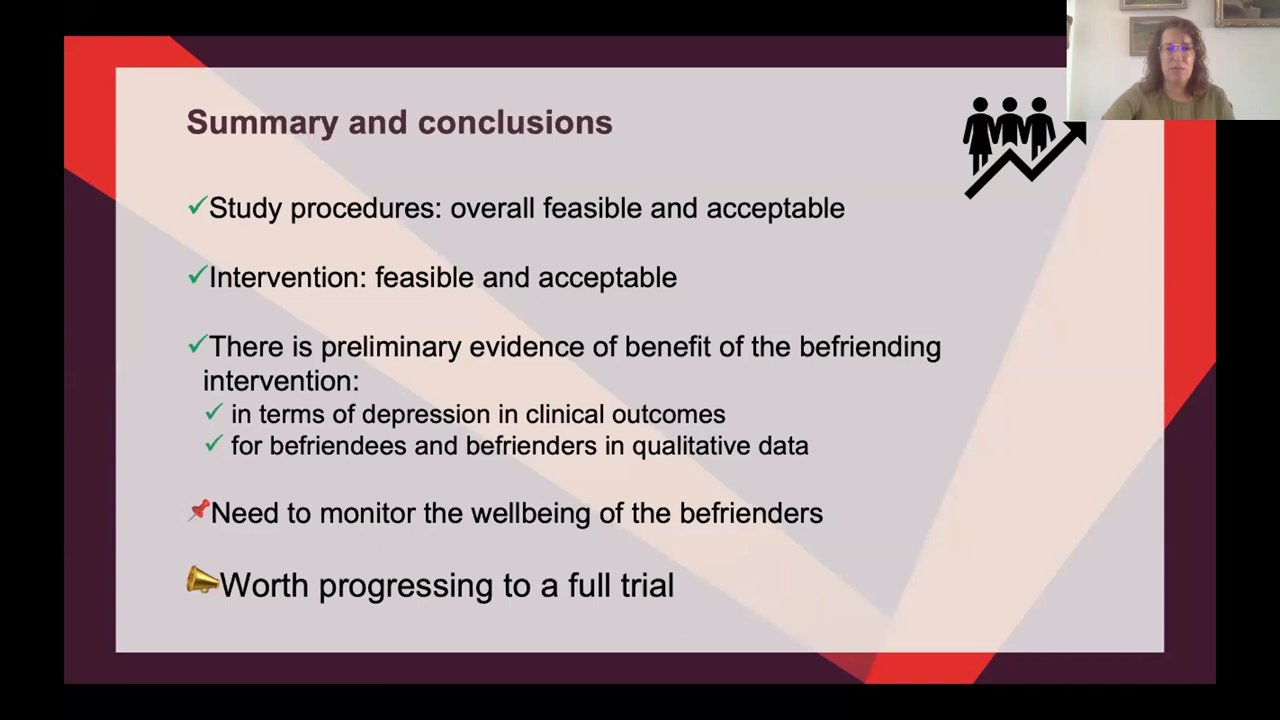 Summary and conclusions
✓Study procedures: overall feasible and acceptable
✓Intervention: feasible and acceptable
✓There is preliminary evidence of benefit of the befriending
intervention:
✓ in terms of depression in clinical outcomes
✓ for befriendees and befrienders in qualitative data
📌Need to monitor the wellbeing of the befrienders
📣Worth progressing to a full trial